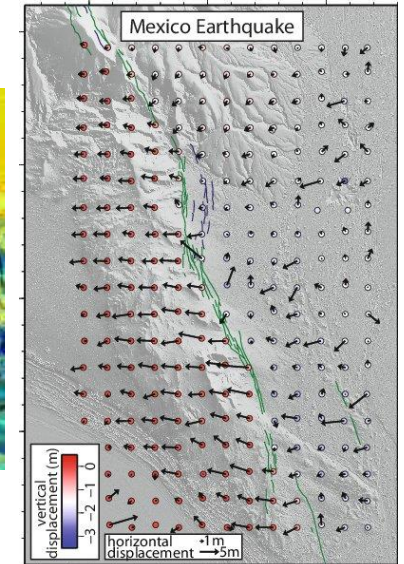 Mexico Earthquake
vertical
displacement (m)
0
−1
−2
−3
horizontal
displacement
1m
5m